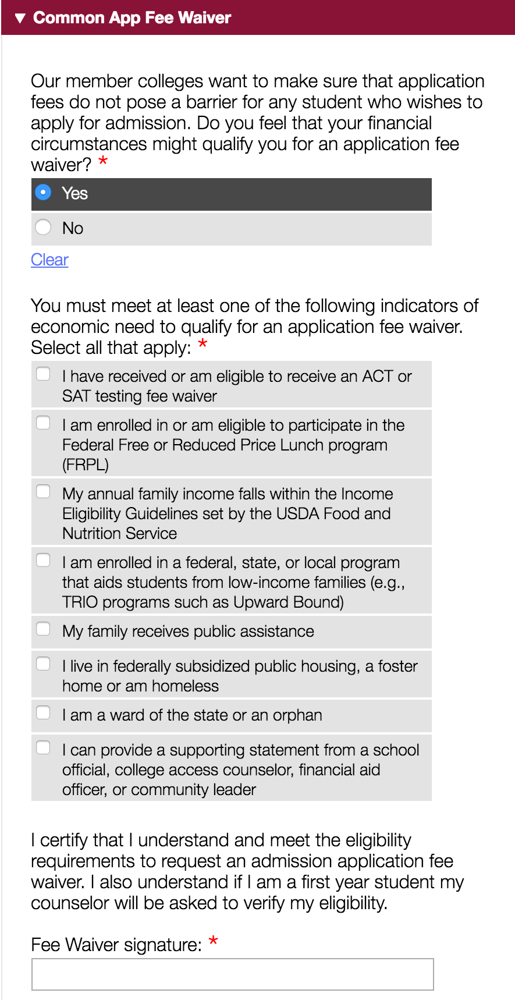 ▼ Common App Fee Waiver
Our member colleges want to make sure that application
fees do not pose a barrier for any student who wishes to
apply for admission. Do you feel that your financial
circumstances might qualify you for an application fee
waiver? *
Yes
No
Clear
You must meet at least one of the following indicators of
economic need to qualify for an application fee waiver.
Select all that apply: *
I have received or am eligible to receive an ACT or
SAT testing fee waiver
I am enrolled in or am eligible to participate in the
Federal Free or Reduced Price Lunch program
(FRPL)
My annual family income falls within the Income
Eligibility Guidelines set by the USDA Food and
Nutrition Service
I am enrolled in a federal, state, or local program
that aids students from low-income families (e.g.,
TRIO programs such as Upward Bound)
My family receives public assistance
I live in federally subsidized public housing, a foster
home or am homeless
I am a ward of the state or an orphan
I can provide a supporting statement from a school
official, college access counselor, financial aid
officer, or community leader
I certify that I understand and meet the eligibility
requirements to request an admission application fee
waiver. I also understand if I am a first year student my
counselor will be asked to verify my eligibility.
Fee Waiver signature: *